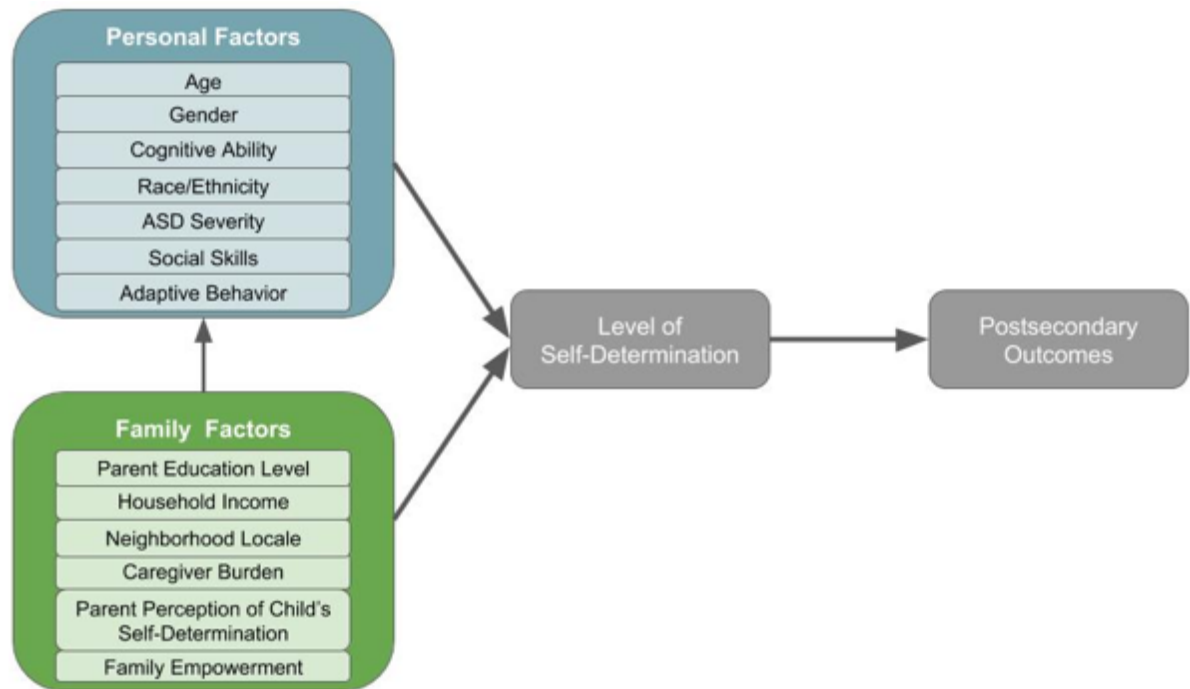 Personal Factors
Age
Gender
Cognitive Ability
Race/Ethnicity
ASD Severity
Social Skills
Adaptive Behavior
Family Factors
Parent Education Level
Household Income
Neighborhood Locale
Caregiver Burden
Parent Perception of Child's
Self-Determination
Family Empowerment
Level of
Self-Determination
Postsecondary
Outcomes